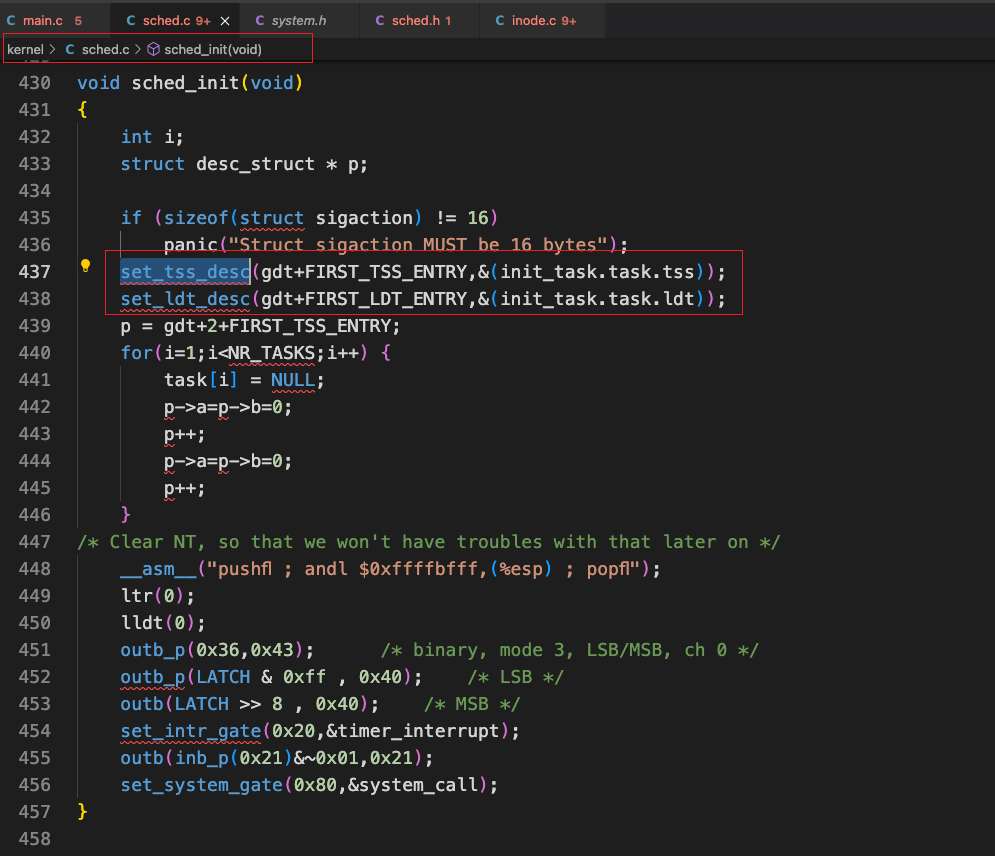 C main.c 5 C sched.c 9+ × C system.h C sched.h 1 C inode.c 9+
kernel > C sched.c > sched_init(void)
430 void sched_init(void)
431 {
432     int i;
433     struct desc_struct * p;
434
435     if (sizeof(struct sigaction) != 16)
436         panic("Struct sigaction MUST be 16 bytes");
437     set_tss_desc(gdt+FIRST_TSS_ENTRY,&(init_task.task.tss));
438     set_ldt_desc(gdt+FIRST_LDT_ENTRY,&(init_task.task.ldt));
439     p = gdt+2+FIRST_TSS_ENTRY;
440     for(i=1;i<NR_TASKS;i++) {
441         task[i] = NULL;
442         p->a=p->b=0;
443         p++;
444         p->a=p->b=0;
445         p++;
446     }
447 /* Clear NT, so that we won't have troubles with that later on */
448     __asm__("pushfl ; andl $0xffffbfff,(%esp) ; popfl");
449     ltr(0);
450     lldt(0);
451     outb_p(0x36,0x43);      /* binary, mode 3, LSB/MSB, ch 0 */
452     outb_p(LATCH & 0xff , 0x40);    /* LSB */
453     outb(LATCH >> 8 , 0x40);    /* MSB */
454     set_intr_gate(0x20,&timer_interrupt);
455     outb(inb_p(0x21)&~0x01,0x21);
456     set_system_gate(0x80,&system_call);
457 }
458